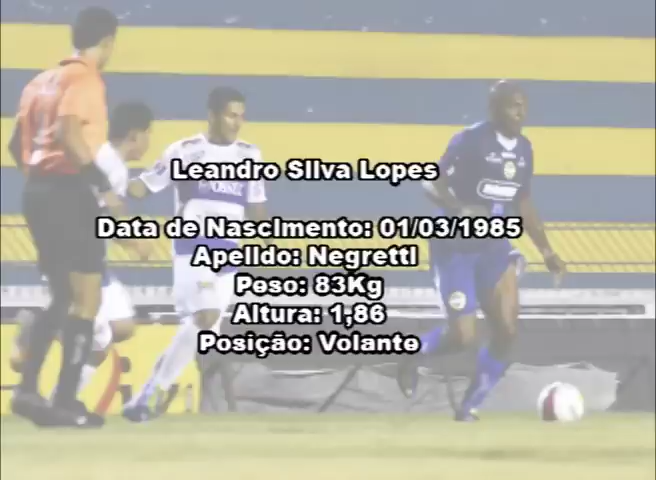 Leandro Silva Lopes
Data de Nascimento: 01/03/1985
Apelido: Negretti
Peso: 83Kg
Altura: 1,86
Posição: Volante